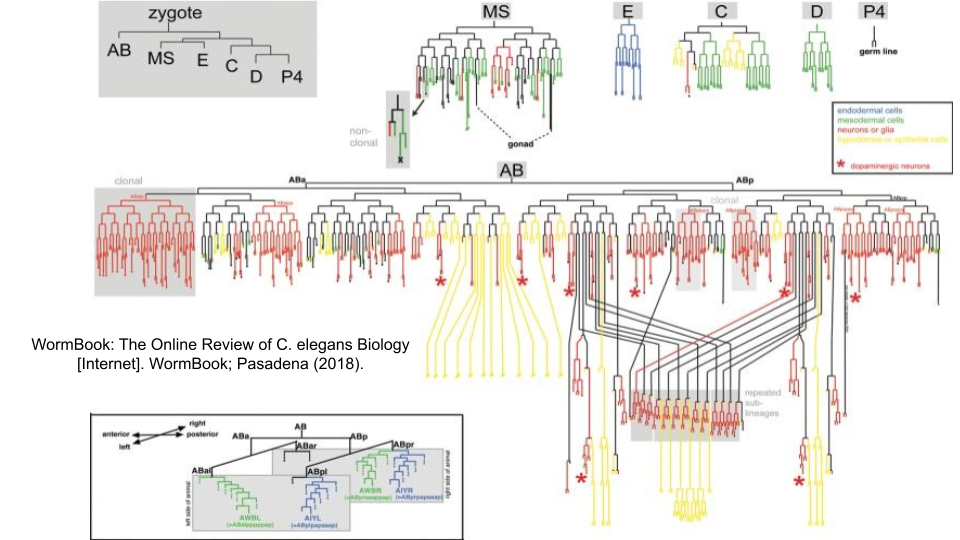 zygote
AB
MS
E
C
D
P4
MS
E
C
D
P4
germ line
non-
clonal
X
gonad
endodermal cells
mesodermal cells
neurons or glia
hypodermal or epithelial cells
* dopaminergic neurons
AB
ABa
ABp
clonal
clonal
* * * * * *
repeated
sub-
lineages
* *
WormBook: The Online Review of C. elegans Biology
[Internet]. WormBook; Pasadena (2018).
right
anterior
posterior
left
AB
ABa
ABp
ABar
ABpr
ABal
ABpl
left side of animal
right side of animal
AWBR
AIYR
AWBL
AIYL